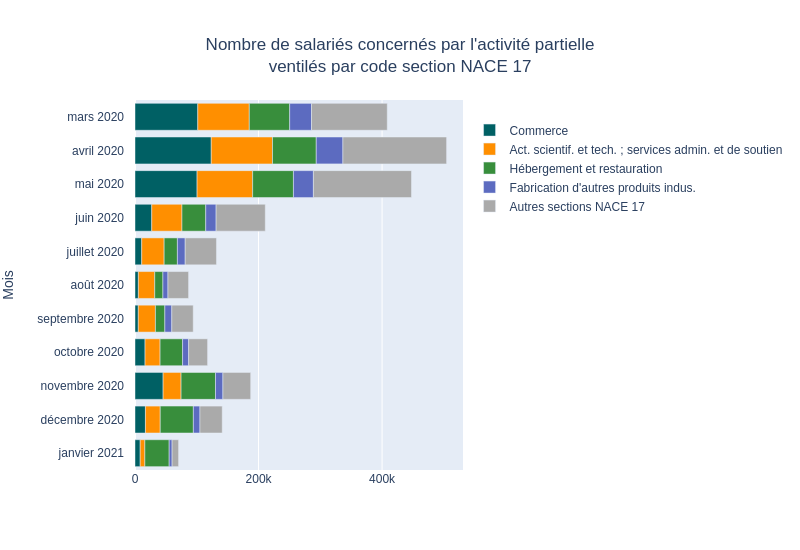 Nombre de salariés concernés par l'activité partielle
ventilés par code section NACE 17
Mois
mars 2020
avril 2020
mai 2020
juin 2020
juillet 2020
août 2020
septembre 2020
octobre 2020
novembre 2020
décembre 2020
janvier 2021
0 200k 400k
Commerce
Act. scientif. et tech. ; services admin. et de soutien
Hébergement et restauration
Fabrication d'autres produits indus.
Autres sections NACE 17